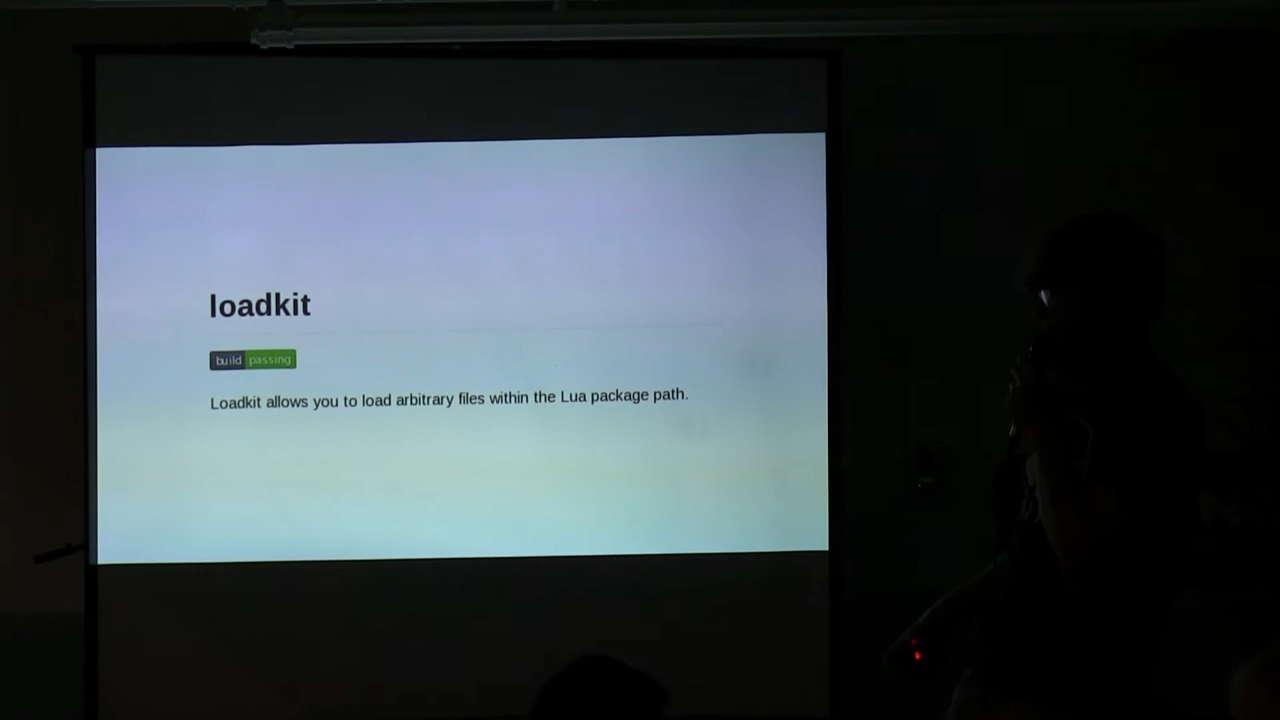 loadkit
build passing
Loadkit allows you to load arbitrary files within the Lua package path.